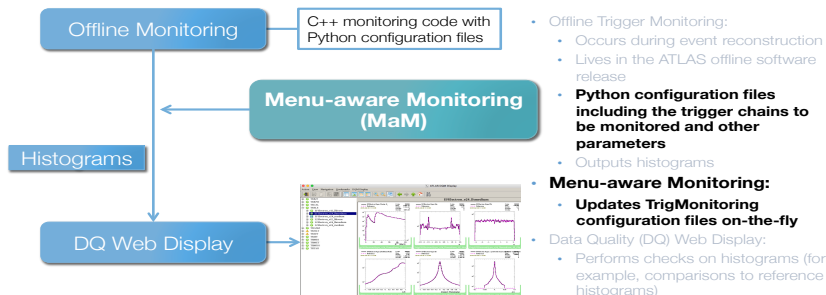 Offline Monitoring
C++ monitoring code with
Python configuration files
Menu-aware Monitoring
(MaM)
Histograms
DQ Web Display
• Offline Trigger Monitoring:
• Occurs during event reconstruction
• Lives in the ATLAS offline software
release
• Python configuration files
including the trigger chains to
be monitored and other
parameters
• Outputs histograms
• Menu-aware Monitoring:
• Updates TrigMonitoring
configuration files on-the-fly
• Data Quality (DQ) Web Display:
• Performs checks on histograms (for
example, comparisons to reference
histograms)